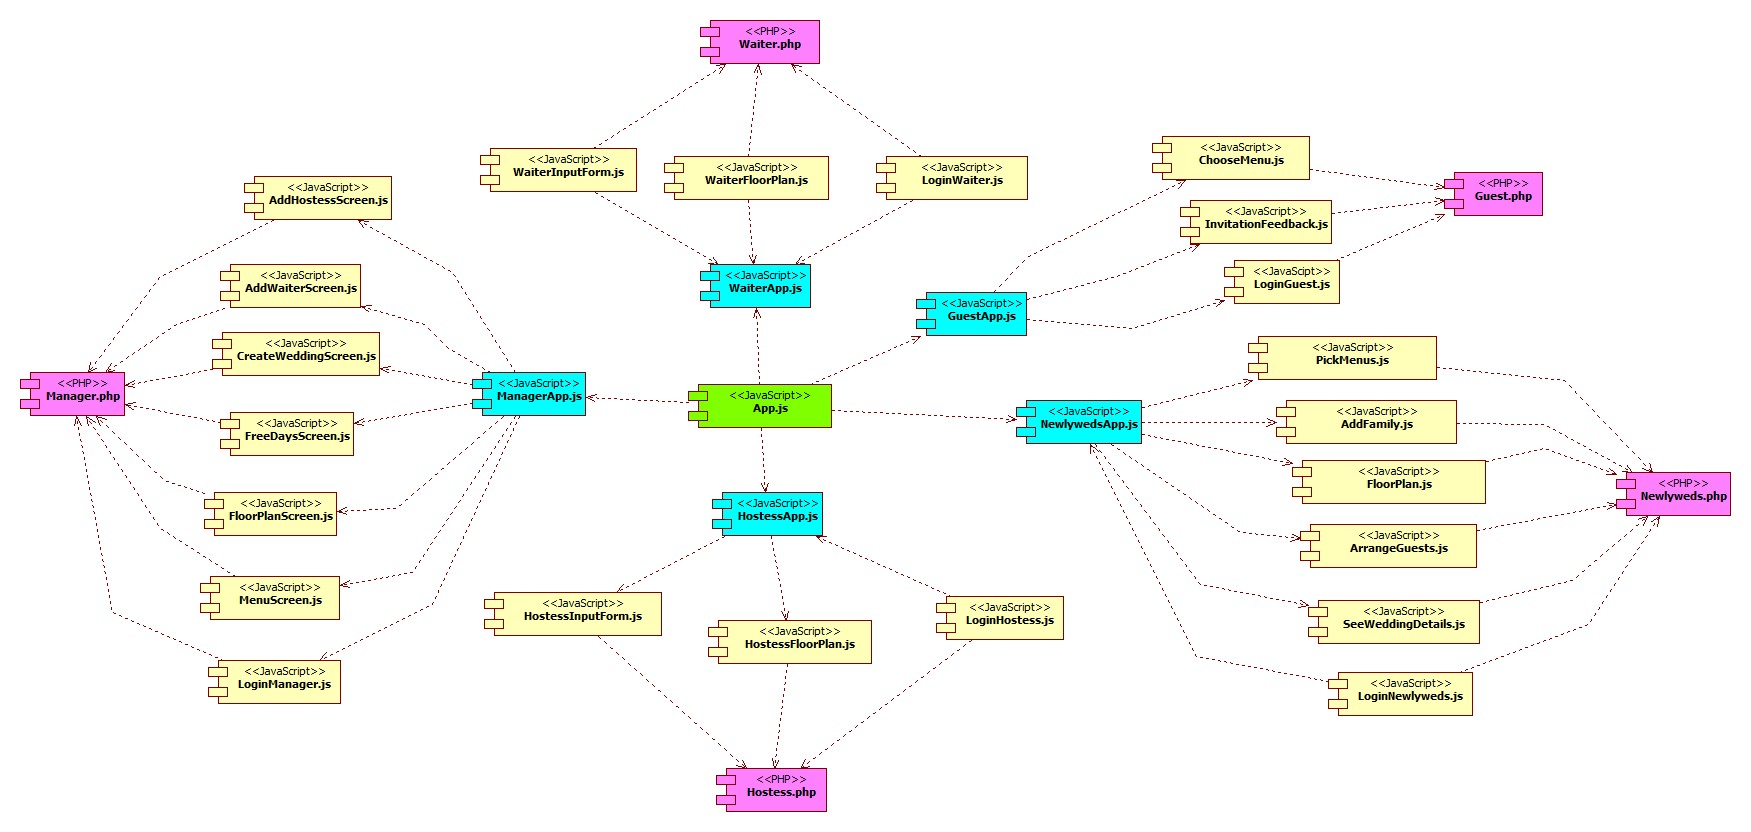 <<PHP>>
Waiter.php
<<JavaScript>>
WaiterInputForm.js
<<JavaScript>>
WaiterFloorPlan.js
<<JavaScript>>
LoginWaiter.js
<<JavaScript>>
ChooseMenu.js
<<PHP>>
Guest.php
<<JavaScript>>
AddHostessScreen.js
<<JavaScript>>
InvitationFeedback.js
<<JavaScript>>
AddWaiterScreen.js
<<JavaScript>>
WaiterApp.js
<<JavaScript>>
LoginGuest.js
<<JavaScript>>
GuestApp.js
<<JavaScript>>
CreateWeddingScreen.js
<<JavaScript>>
PickMenus.js
<<PHP>>
Manager.php
<<JavaScript>>
ManagerApp.js
<<JavaScript>>
App.js
<<JavaScript>>
NewlywedsApp.js
<<JavaScript>>
AddFamily.js
<<JavaScript>>
FreeDaysScreen.js
<<JavaScript>>
FloorPlan.js
<<PHP>>
Newlyweds.php
<<JavaScript>>
FloorPlanScreen.js
<<JavaScript>>
HostessApp.js
<<JavaScript>>
ArrangeGuests.js
<<JavaScript>>
MenuScreen.js
<<JavaScript>>
HostessInputForm.js
<<JavaScript>>
LoginHostess.js
<<JavaScript>>
SeeWeddingDetails.js
<<JavaScript>>
HostessFloorPlan.js
<<JavaScript>>
LoginManager.js
<<JavaScript>>
LoginNewlyweds.js
<<PHP>>
Hostess.php